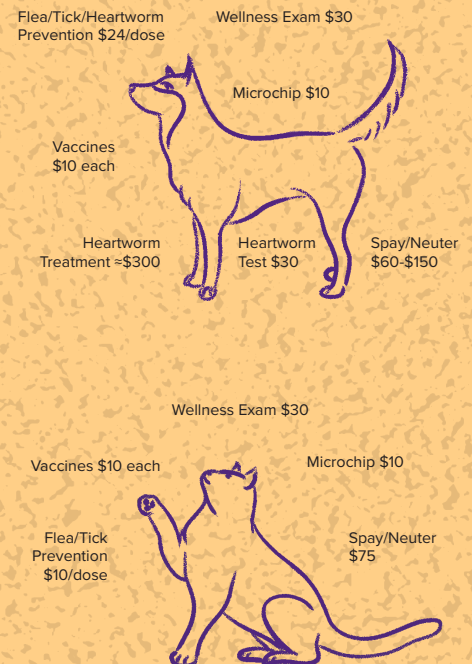 Flea/Tick/Heartworm
Prevention $24/dose
Wellness Exam $30
Microchip $10
Vaccines
$10 each
Heartworm
Treatment ≈$300
Heartworm
Test $30
Spay/Neuter
$60-$150
Wellness Exam $30
Vaccines $10 each
Microchip $10
Flea/Tick
Prevention
$10/dose
Spay/Neuter
$75